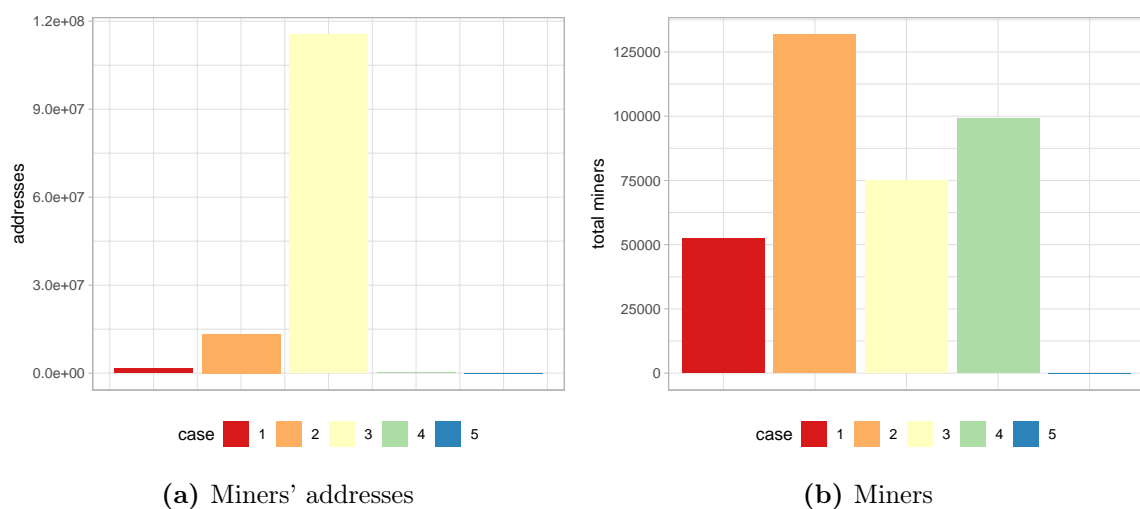 1.2e+08
9.0e+07
6.0e+07
3.0e+07
0.0e+00
addresses
case 1 2 3 4 5
(a) Miners' addresses
125000
100000
75000
50000
25000
0
total miners
case 1 2 3 4 5
(b) Miners